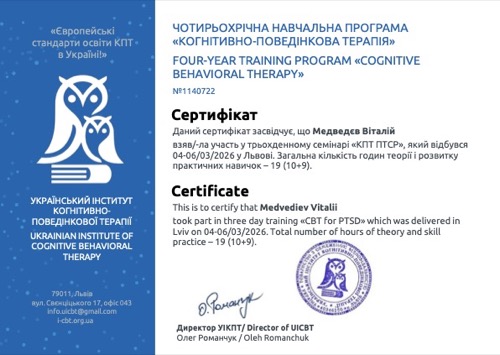 «Європейські
стандарти освіти КПТ
в Україні!»
УКРАЇНСЬКИЙ ІНСТИТУТ
КОГНІТИВНО-
ПОВЕДІНКОВОЇ ТЕРАПІЇ
UKRAINIAN INSTITUTE OF
COGNITIVE BEHAVIORAL
THERAPY
79011, Львів
вул. Свєнціцького 17, офіс 043
info.uicbt@gmail.com
i-cbt.org.ua
ЧОТИРЬОХРІЧНА НАВЧАЛЬНА ПРОГРАМА
«КОГНІТИВНО-ПОВЕДІНКОВА ТЕРАПІЯ»
FOUR-YEAR TRAINING PROGRAM «COGNITIVE
BEHAVIORAL THERAPY»
№1140722
Сертифікат
Даний сертифікат засвідчує, що Медведєв Віталій
взяв/-ла участь у трьохденному семінарі «КПТ ПТСР», який відбувся
04-06/03/2026 у Львові. Загальна кількість годин теорії і розвитку
практичних навичок – 19 (10+9).
Certificate
This is to certify that Medvediev Vitalii
took part in three day training «CBT for PTSD» which was delivered in
Lviv on 04-06/03/2026. Total number of hours of theory and skill
practice – 19 (10+9).
О. Романчук
Директор УІКПТ/ Director of UICBT
Олег Романчук / Oleh Romanchuk